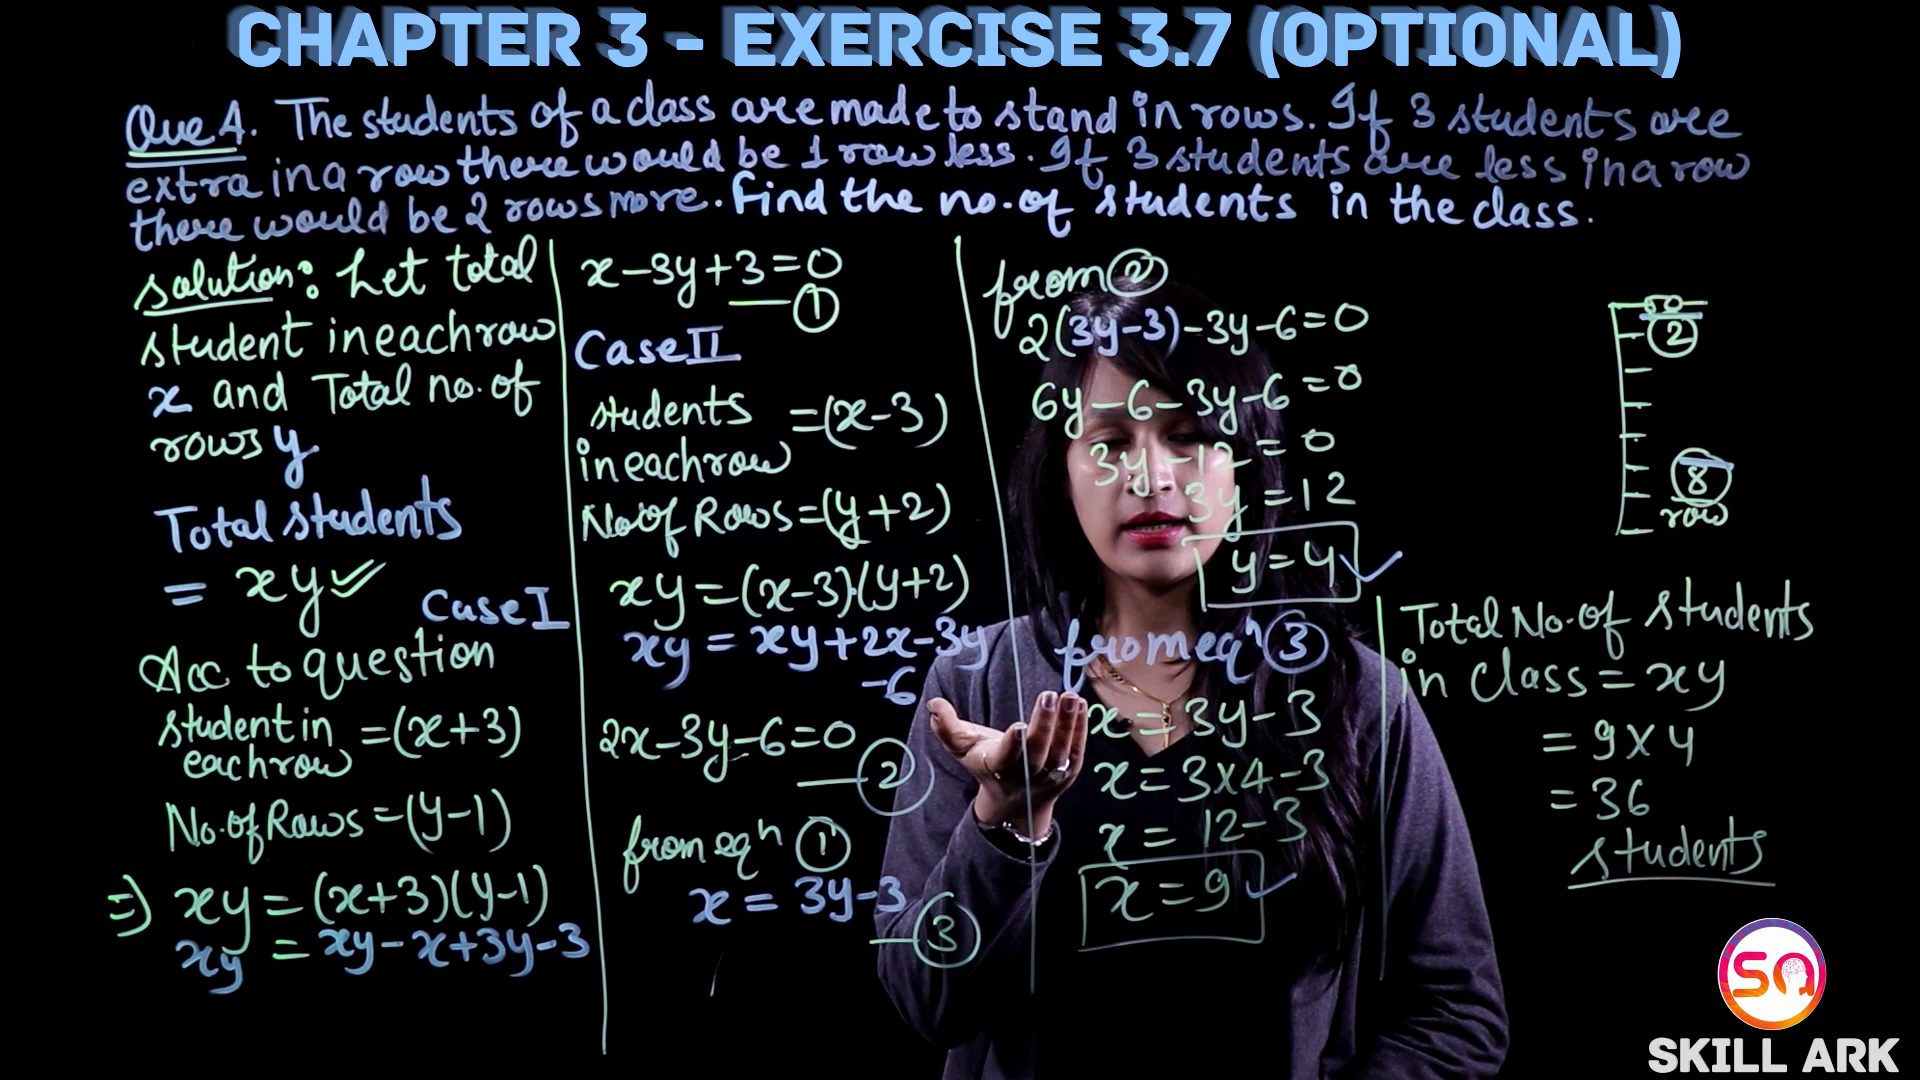 CHAPTER 3 - EXERCISE 3.7 (OPTIONAL)
Que 4. The students of a class are made to stand in rows. If 3 students are
extra in a row there would be 1 row less. If 3 students are less in a row
there would be 2 rows more. Find the no. of students in the class.
solution: Let total
student in each row
x and Total no. of
rows y
Total students
= xy ✓
Case I
Acc to question
student in
each row = (x+3)
No. of Rows = (y-1)
=) xy = (x+3)(y-1)
xy = xy-x+3y-3
x-3y+3=0
1
Case II
students
in each row = (x-3)
No of Rows = (y+2)
xy = (x-3)·(y+2)
xy = xy+2x-3y
-6
2x-3y-6=0
2
from eqn 1
x = 3y-3
3
from 2
2(3y-3)-3y-6=0
6y-6-3y-6=0
3y-12=0
3y=12
y=4 ✓
from eqn 3
x=3y-3
x=3x4-3
x=12-3
x=9 ✓
2
8
row
Total No. of students
in class = xy
= 9x4
= 36
students
SA
SKILL ARK